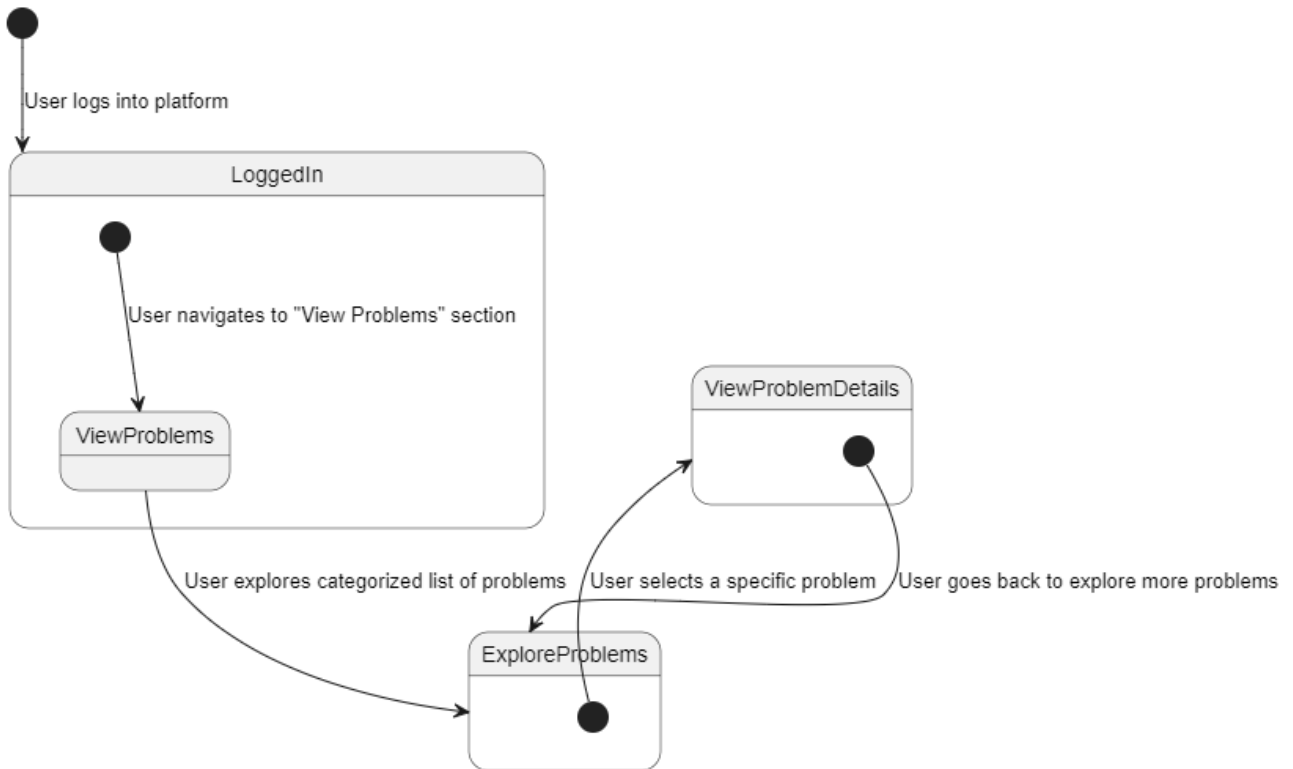 User logs into platform
LoggedIn
User navigates to "View Problems" section
ViewProblems
ViewProblemDetails
User explores categorized list of problems
User selects a specific problem
User goes back to explore more problems
ExploreProblems